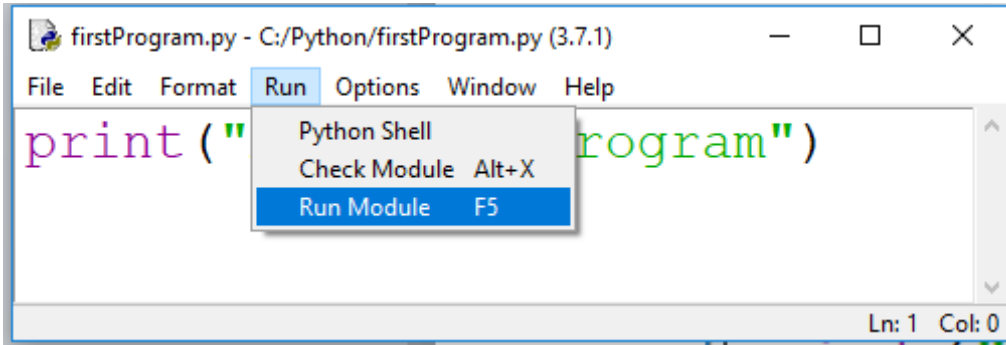 firstProgram.py - C:/Python/firstProgram.py (3.7.1)
File Edit Format Run Options Window Help
print(" rogram")
Python Shell
Check Module Alt+X
Run Module F5
Ln: 1 Col: 0